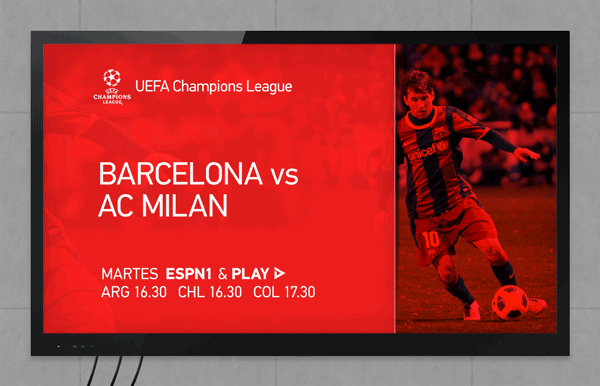 UEFA Champions League
CHAMPIONS
LEAGUE
BARCELONA vs
AC MILAN
MARTES ESPN1 & PLAY
ARG 16.30 CHL 16.30 COL 17.30
unicef
10